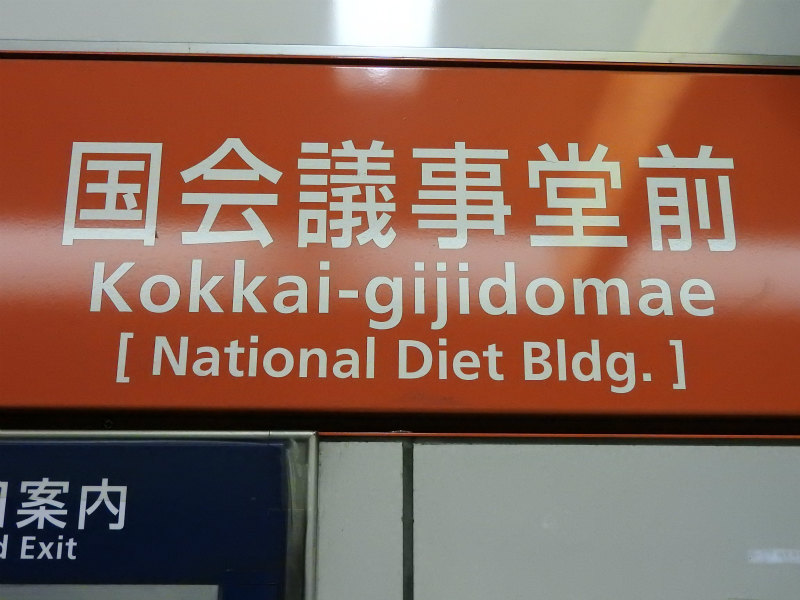 国会議事堂前
Kokkai-gijidomae
[ National Diet Bldg. ]
案内
Exit